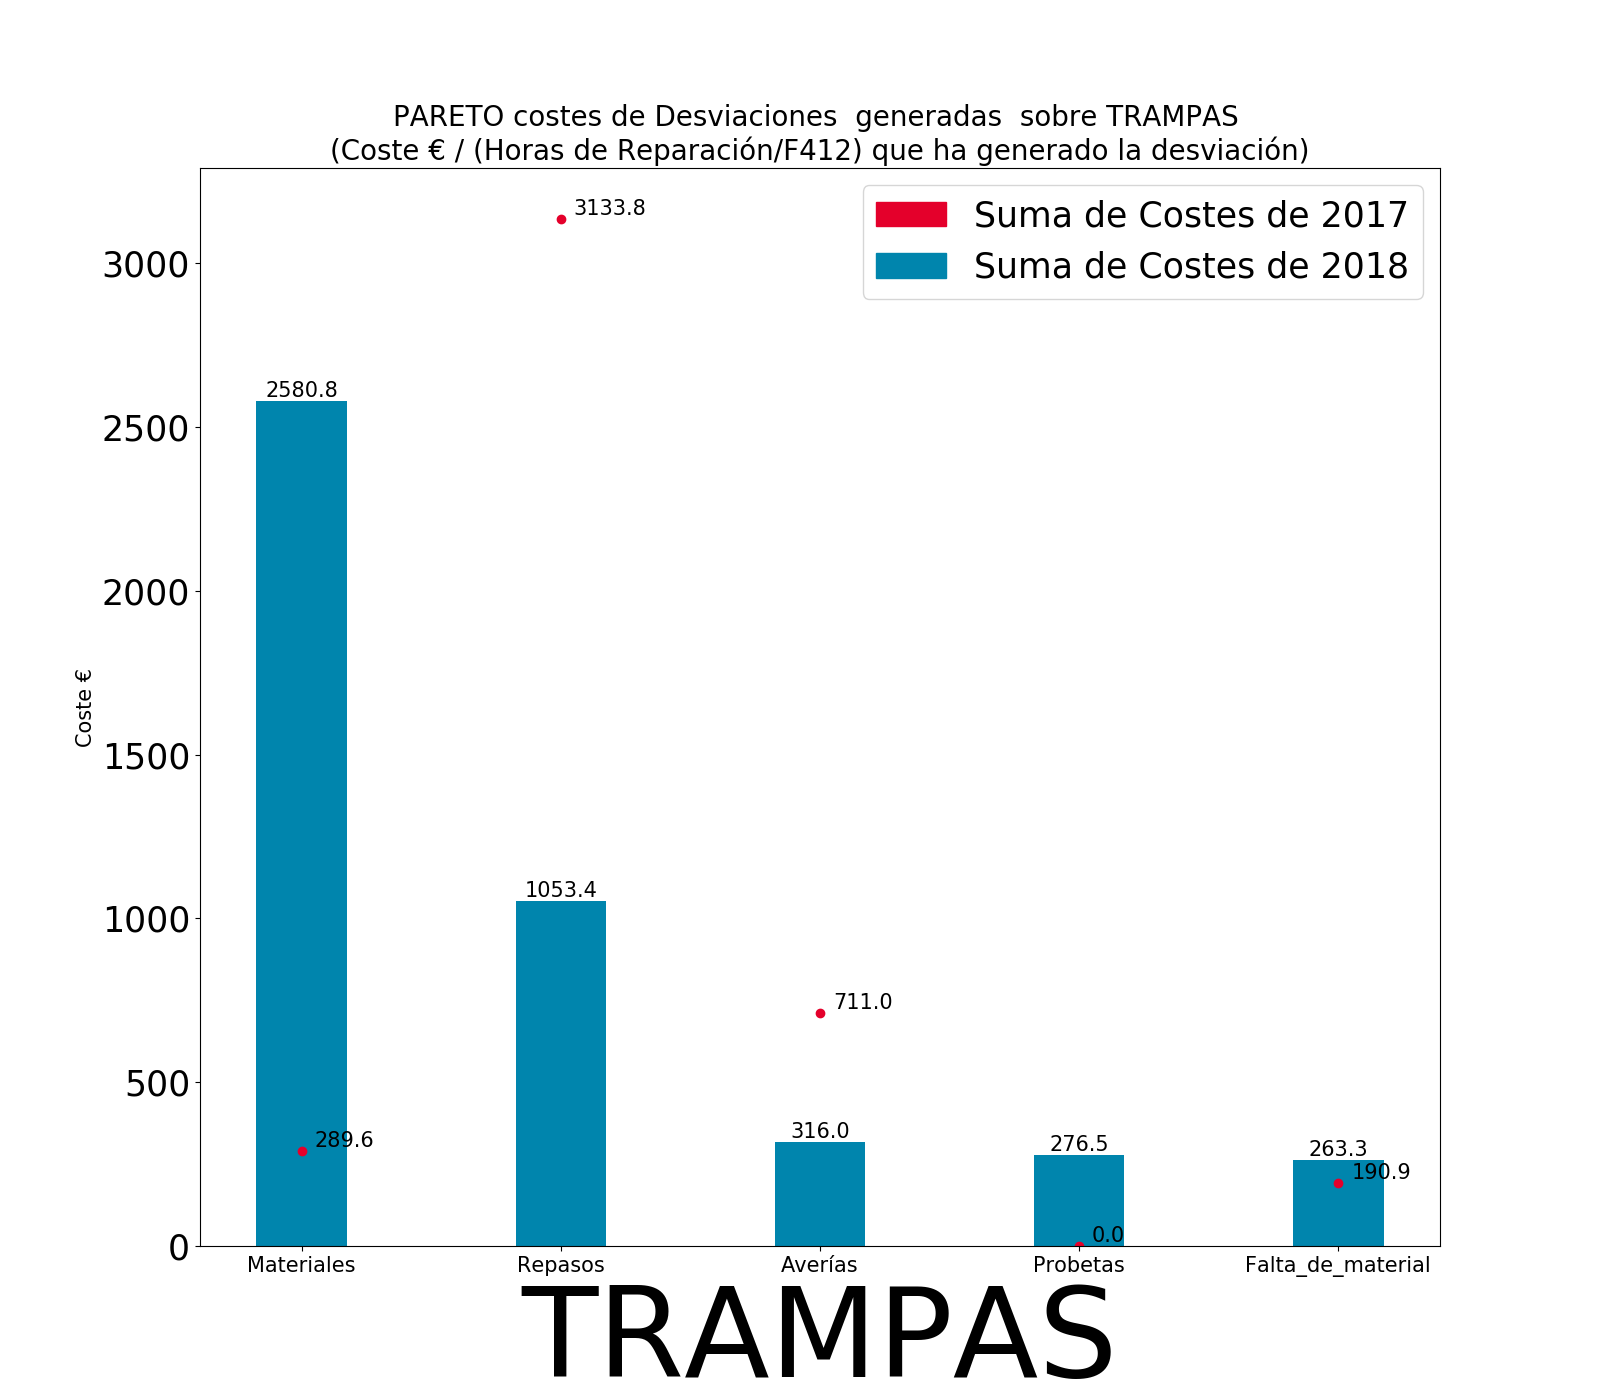 PARETO costes de Desviaciones  generadas  sobre TRAMPAS
(Coste € / (Horas de Reparación/F412) que ha generado la desviación)
Suma de Costes de 2017
Suma de Costes de 2018
3133.8
3000
2580.8
2500
2000
Coste €
1500
1053.4
1000
711.0
500
289.6
316.0
276.5
263.3
190.9
0.0
0
Materiales
Repasos
Averías
Probetas
Falta_de_material
TRAMPAS